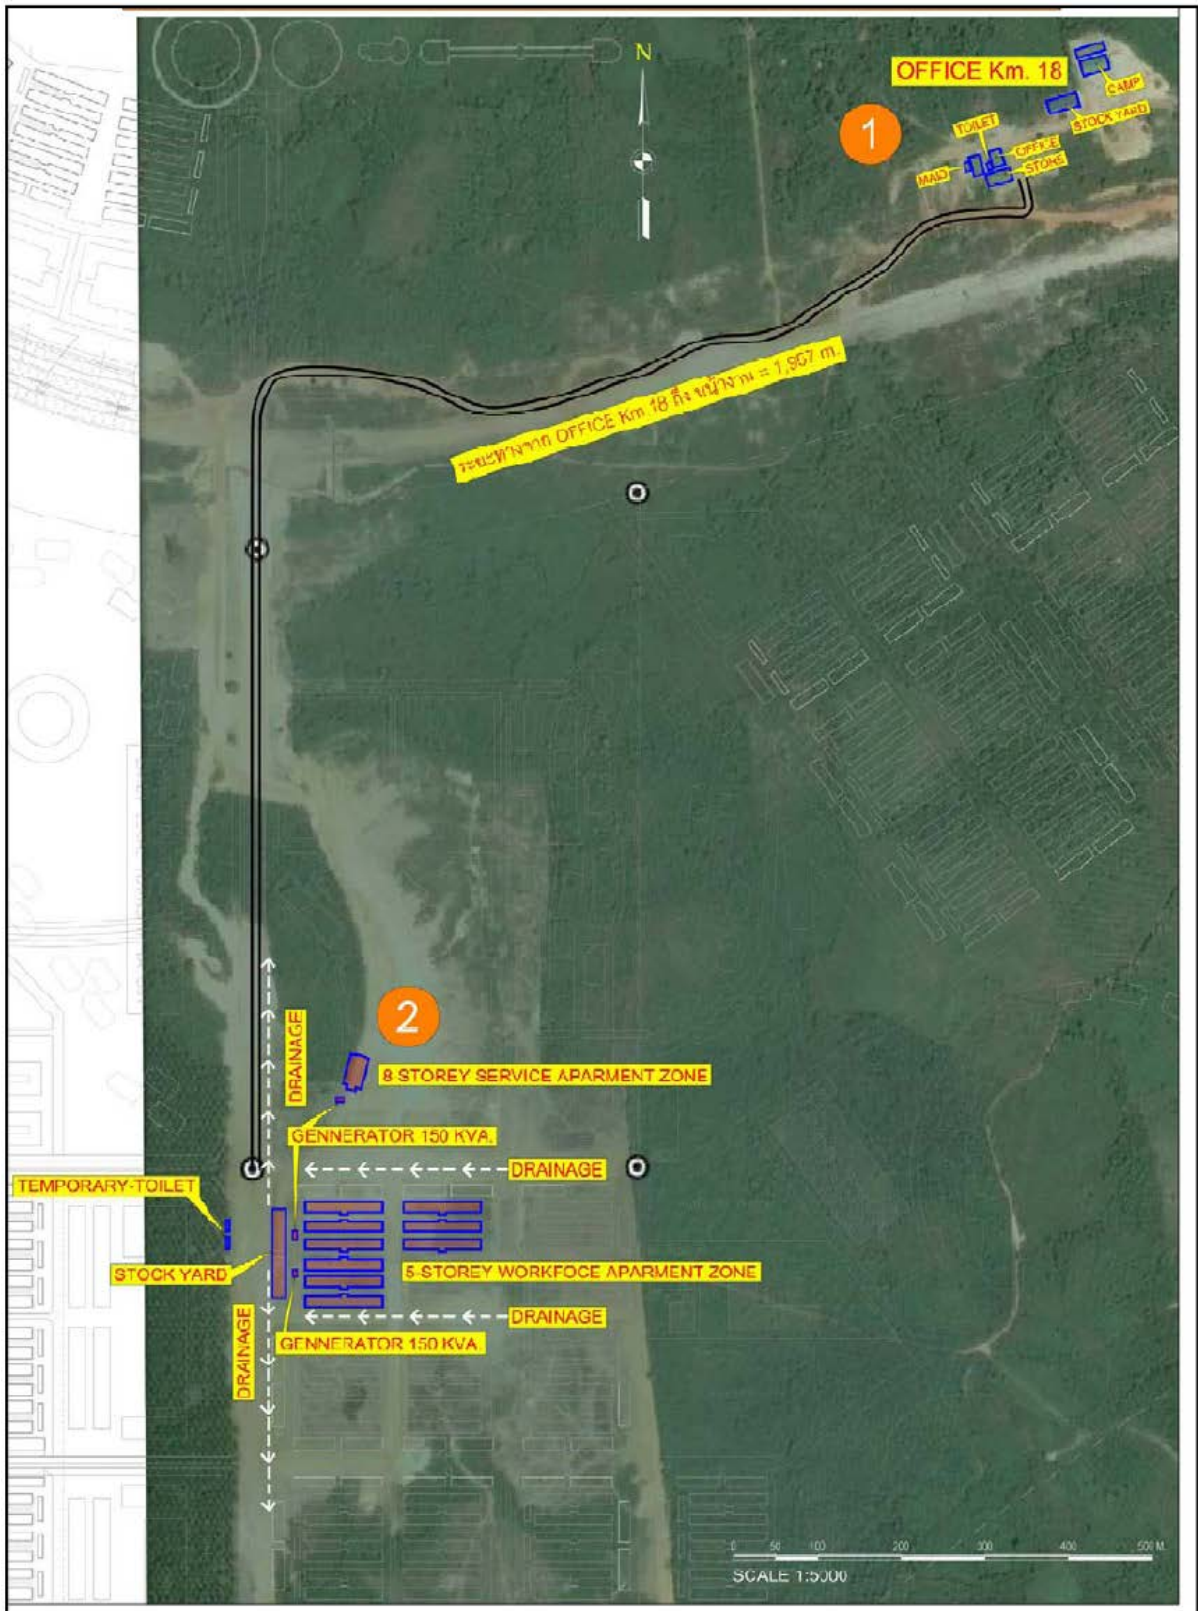 N
OFFICE Km. 18
CAMP
STOCK YARD
1
TOILET
OFFICE
MAID
STORE
ระยะทางจาก OFFICE Km.18 ถึง หน้างาน = 1,957 m.
2
DRAINAGE
8 STOREY SERVICE APARMENT ZONE
GENNERATOR 150 KVA.
DRAINAGE
TEMPORARY-TOILET
STOCK YARD
5-STOREY WORKFOCE APARMENT ZONE
DRAINAGE
DRAINAGE
GENNERATOR 150 KVA.
0 50 100 200 300 400 500 M.
SCALE 1:5000